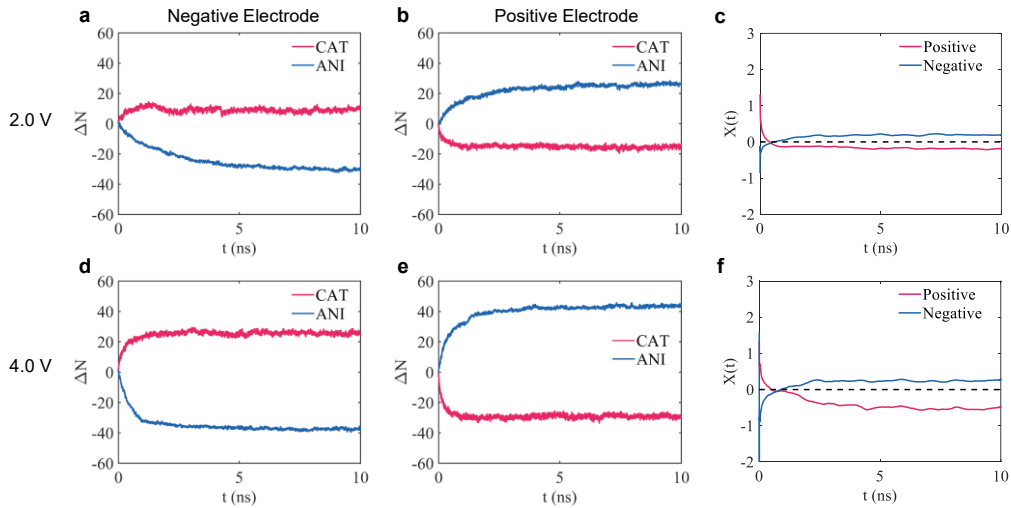 a Negative Electrode b Positive Electrode c
2.0 V
60
40
20
0
-20
-40
-60
ΔN
CAT
ANI
0 5 10
t (ns)
60
40
20
0
-20
-40
-60
ΔN
CAT
ANI
0 5 10
t (ns)
3
2
1
0
-1
-2
X(t)
Positive
Negative
0 5 10
t (ns)
d e f
4.0 V
60
40
20
0
-20
-40
-60
ΔN
CAT
ANI
0 5 10
t (ns)
60
40
20
0
-20
-40
-60
ΔN
CAT
ANI
0 5 10
t (ns)
3
2
1
0
-1
-2
X(t)
Positive
Negative
0 5 10
t (ns)